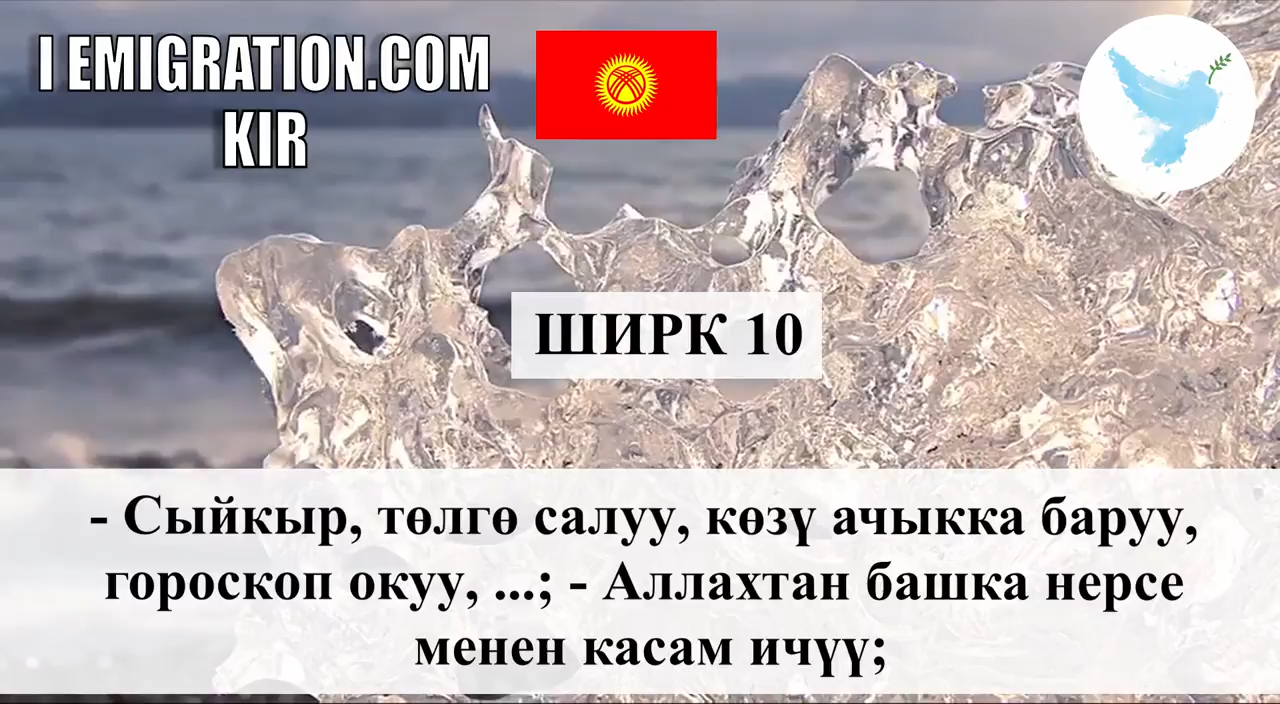 I EMIGRATION.COM
KIR
ШИРК 10
- Сыйкыр, төлгө салуу, көзү ачыкка баруу,
гороскоп окуу, ...; - Аллахтан башка нерсе
менен касам ичүү;